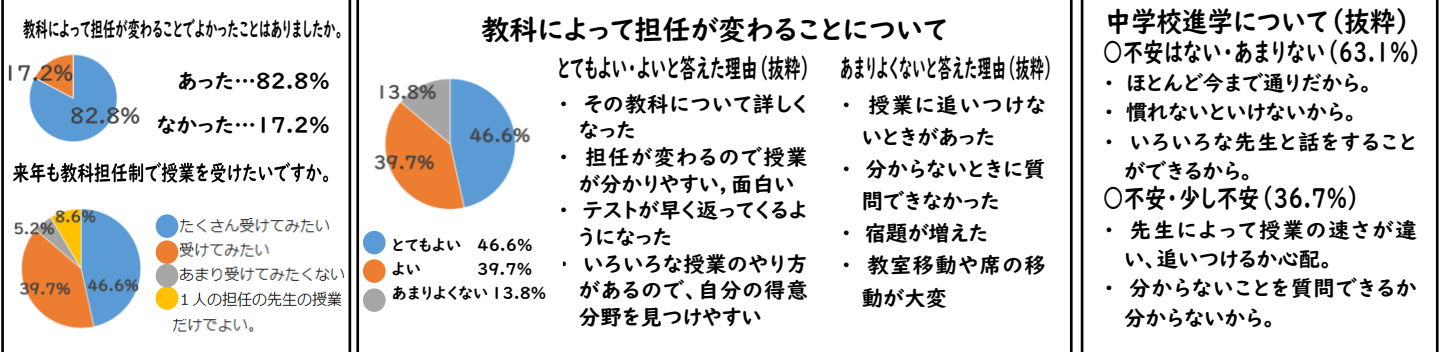 教科によって担任が変わることでよかったことはありましたか。
17.2%
82.8%
あった…82.8%
なかった…17.2%
来年も教科担任制で授業を受けたいですか。
8.6%
5.2%
39.7%
46.6%
たくさん受けてみたい
受けてみたい
あまり受けてみたくない
1人の担任の先生の授業
だけでよい。
教科によって担任が変わることについて
13.8%
46.6%
39.7%
とてもよい 46.6%
よい 39.7%
あまりよくない 13.8%
とてもよい・よいと答えた理由(抜粋)
・ その教科について詳しく
なった
・ 担任が変わるので授業
が分かりやすい,面白い
・ テストが早く返ってくるよ
うになった
・ いろいろな授業のやり方
があるので、自分の得意
分野を見つけやすい
あまりよくないと答えた理由(抜粋)
・ 授業に追いつけな
いときがあった
・ 分からないときに質
問できなかった
・ 宿題が増えた
・ 教室移動や席の移
動が大変
中学校進学について(抜粋)
○不安はない・あまりない(63.1%)
・ ほとんど今まで通りだから。
・ 慣れないといけないから。
・ いろいろな先生と話をすること
ができるから。
○不安・少し不安(36.7%)
・ 先生によって授業の速さが違
い、追いつけるか心配。
・ 分からないことを質問できるか
分からないから。